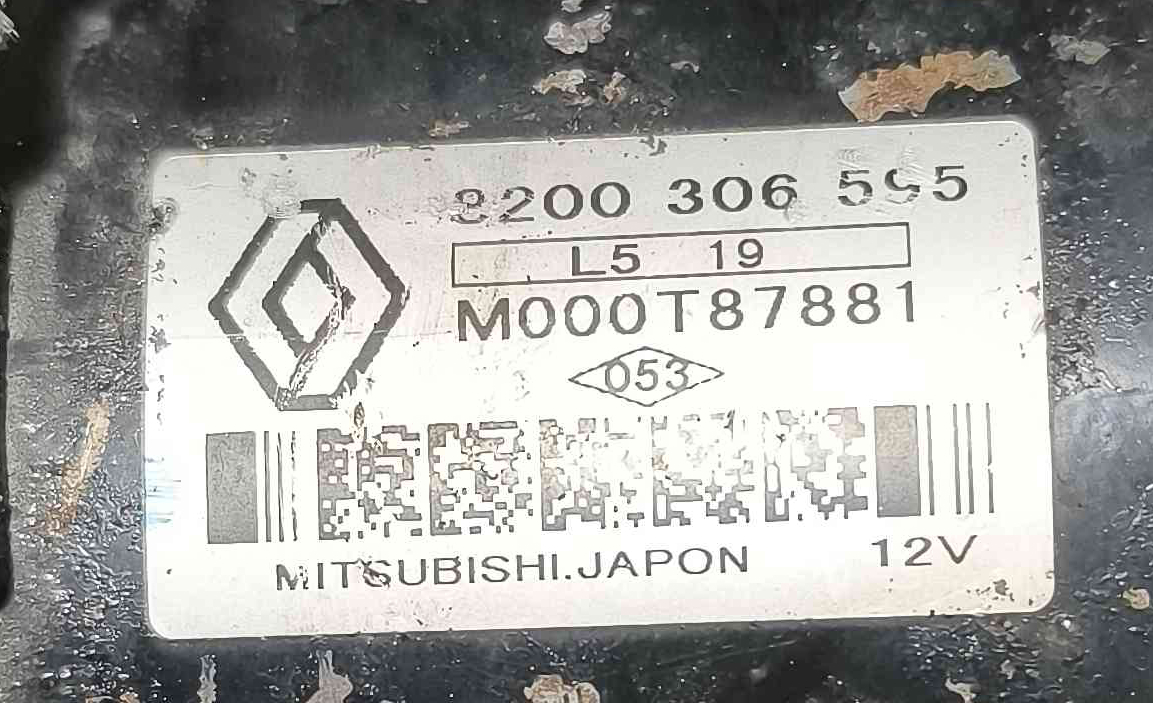 8200 306 595
L5 19
M000T87881
053
MITSUBISHI.JAPON 12V